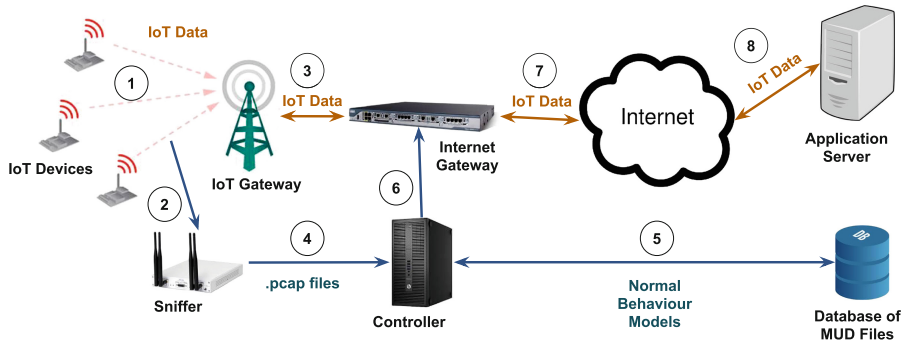 IoT Data
1
3
IoT Data
7
IoT Data
8
IoT Data
Internet
IoT Devices
IoT Gateway
Internet
Gateway
Application
Server
2
4
6
5
DB
.pcap files
Sniffer
Controller
Normal
Behaviour
Models
Database of
MUD Files